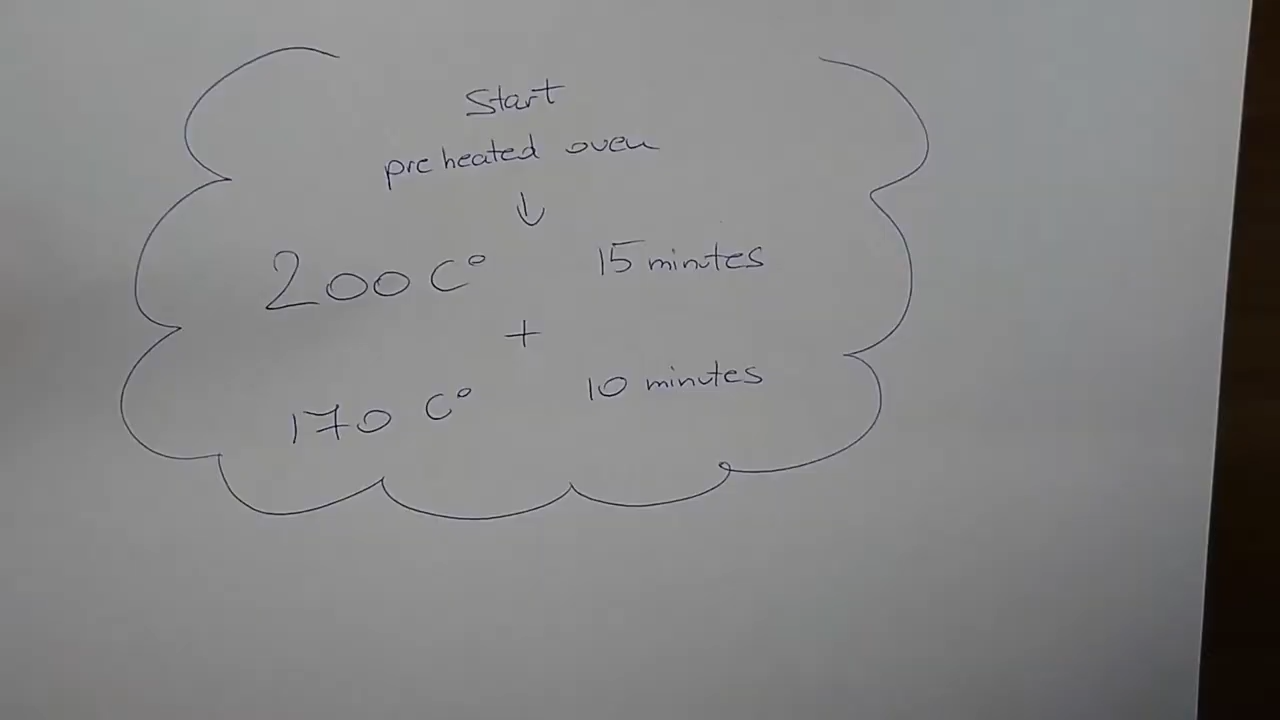 Start
preheated oven
↓
200 C° 15 minutes
+
170 C° 10 minutes